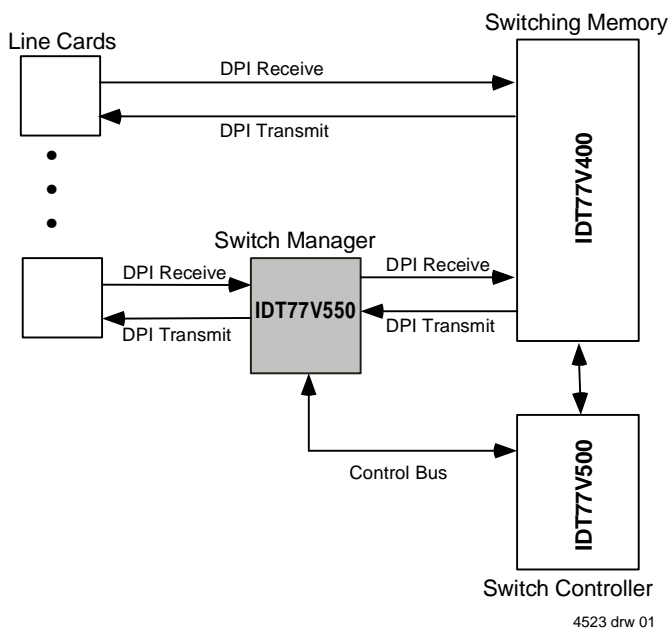 Line Cards
Switching Memory
DPI Receive
DPI Transmit
IDT77V400
Switch Manager
DPI Receive
DPI Transmit
IDT77V550
DPI Receive
DPI Transmit
Control Bus
IDT77V500
Switch Controller
4523 drw 01